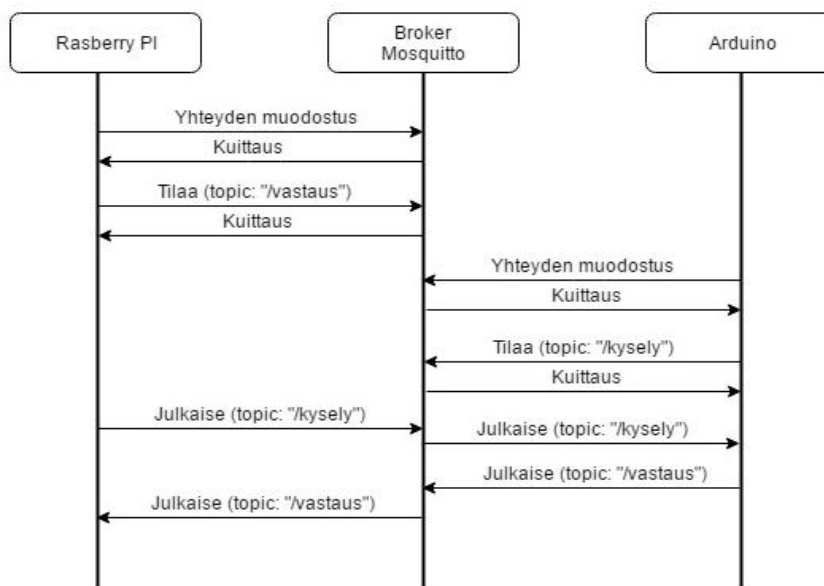 Rasberry PI
Broker
Mosquitto
Arduino
Yhteyden muodostus
Kuittaus
Tilaa (topic: "/vastaus")
Kuittaus
Yhteyden muodostus
Kuittaus
Tilaa (topic: "/kysely")
Kuittaus
Julkaise (topic: "/kysely")
Julkaise (topic: "/kysely")
Julkaise (topic: "/vastaus")
Julkaise (topic: "/vastaus")